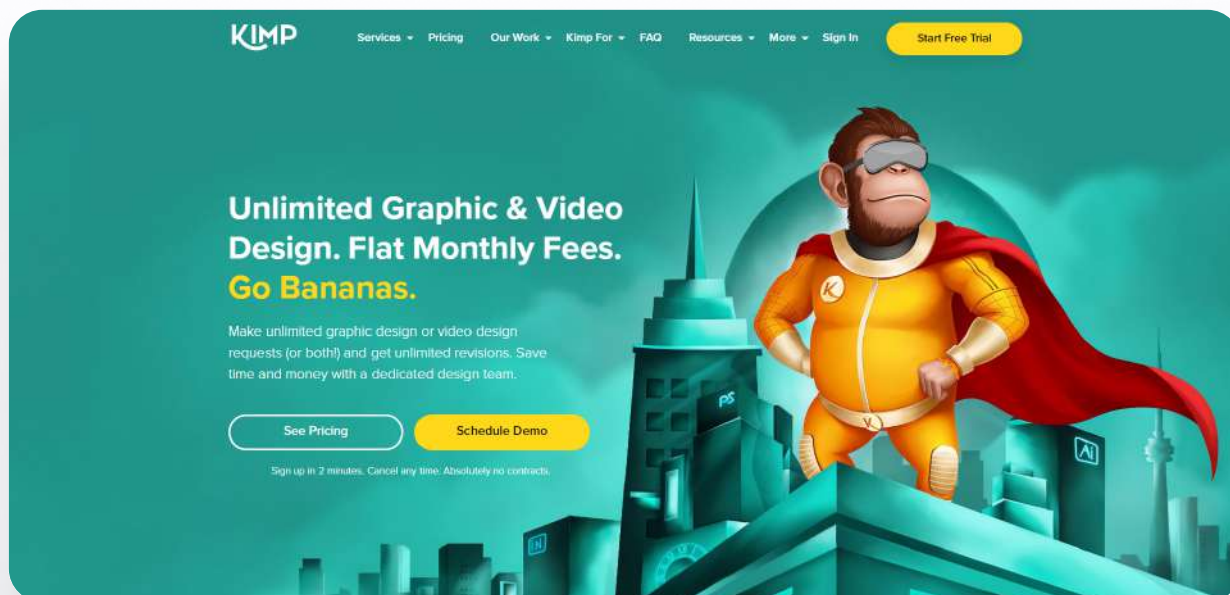 KIMP
Services Pricing Our Work Kimp For FAQ Resources More Sign In Start Free Trial
Unlimited Graphic & Video
Design. Flat Monthly Fees.
Go Bananas.
Make unlimited graphic design or video design
requests (or both!) and get unlimited revisions. Save
time and money with a dedicated design team.
See Pricing Schedule Demo
Sign up in 2 minutes. Cancel any time. Absolutely no contracts.
K
PS
Ai
IN
K